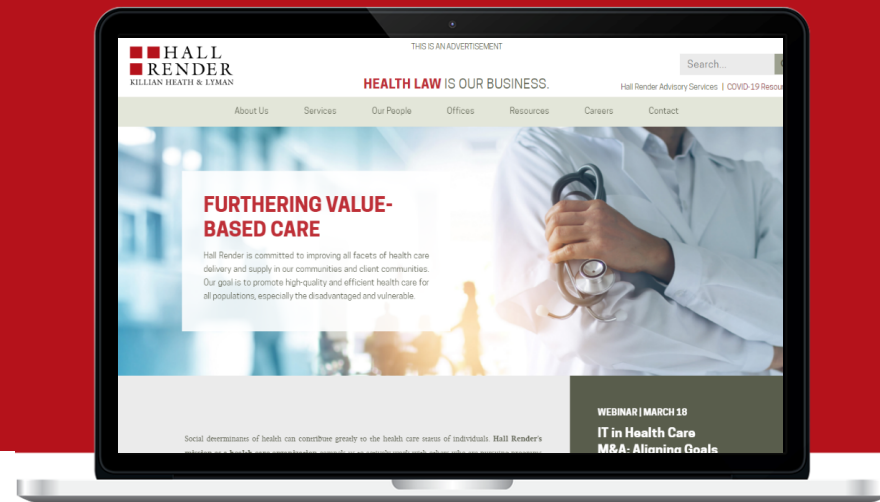 THIS IS AN ADVERTISEMENT
HALL
RENDER
KILLIAN HEATH & LYMAN
Search...
HEALTH LAW IS OUR BUSINESS.
Hall Render Advisory Services | COVID-19 Resou
About Us Services Our People Offices Resources Careers Contact
FURTHERING VALUE-
BASED CARE
Hall Render is committed to improving all facets of health care
delivery and supply in our communities and client communities.
Our goal is to promote high-quality and efficient health care for
all populations, especially the disadvantaged and vulnerable.
WEBINAR | MARCH 18
IT in Health Care
M&A: Aligning Goals
Social determinants of health can contribute greatly to the health care status of individuals. Hall Render's